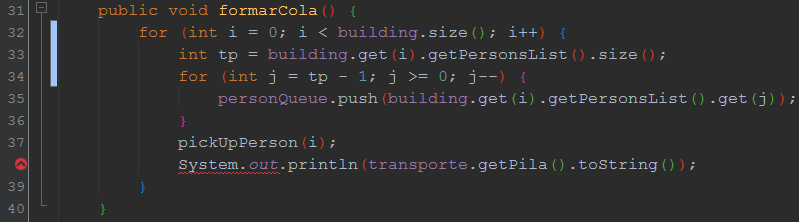 31 public void formarCola() {
32 for (int i = 0; i < building.size(); i++) {
33 int tp = building.get(i).getPersonsList().size();
34 for (int j = tp - 1; j >= 0; j--) {
35 personQueue.push(building.get(i).getPersonsList().get(j));
36 }
37 pickUpPerson(i);
System.out.println(transporte.getPila().toString());
39 }
40 }